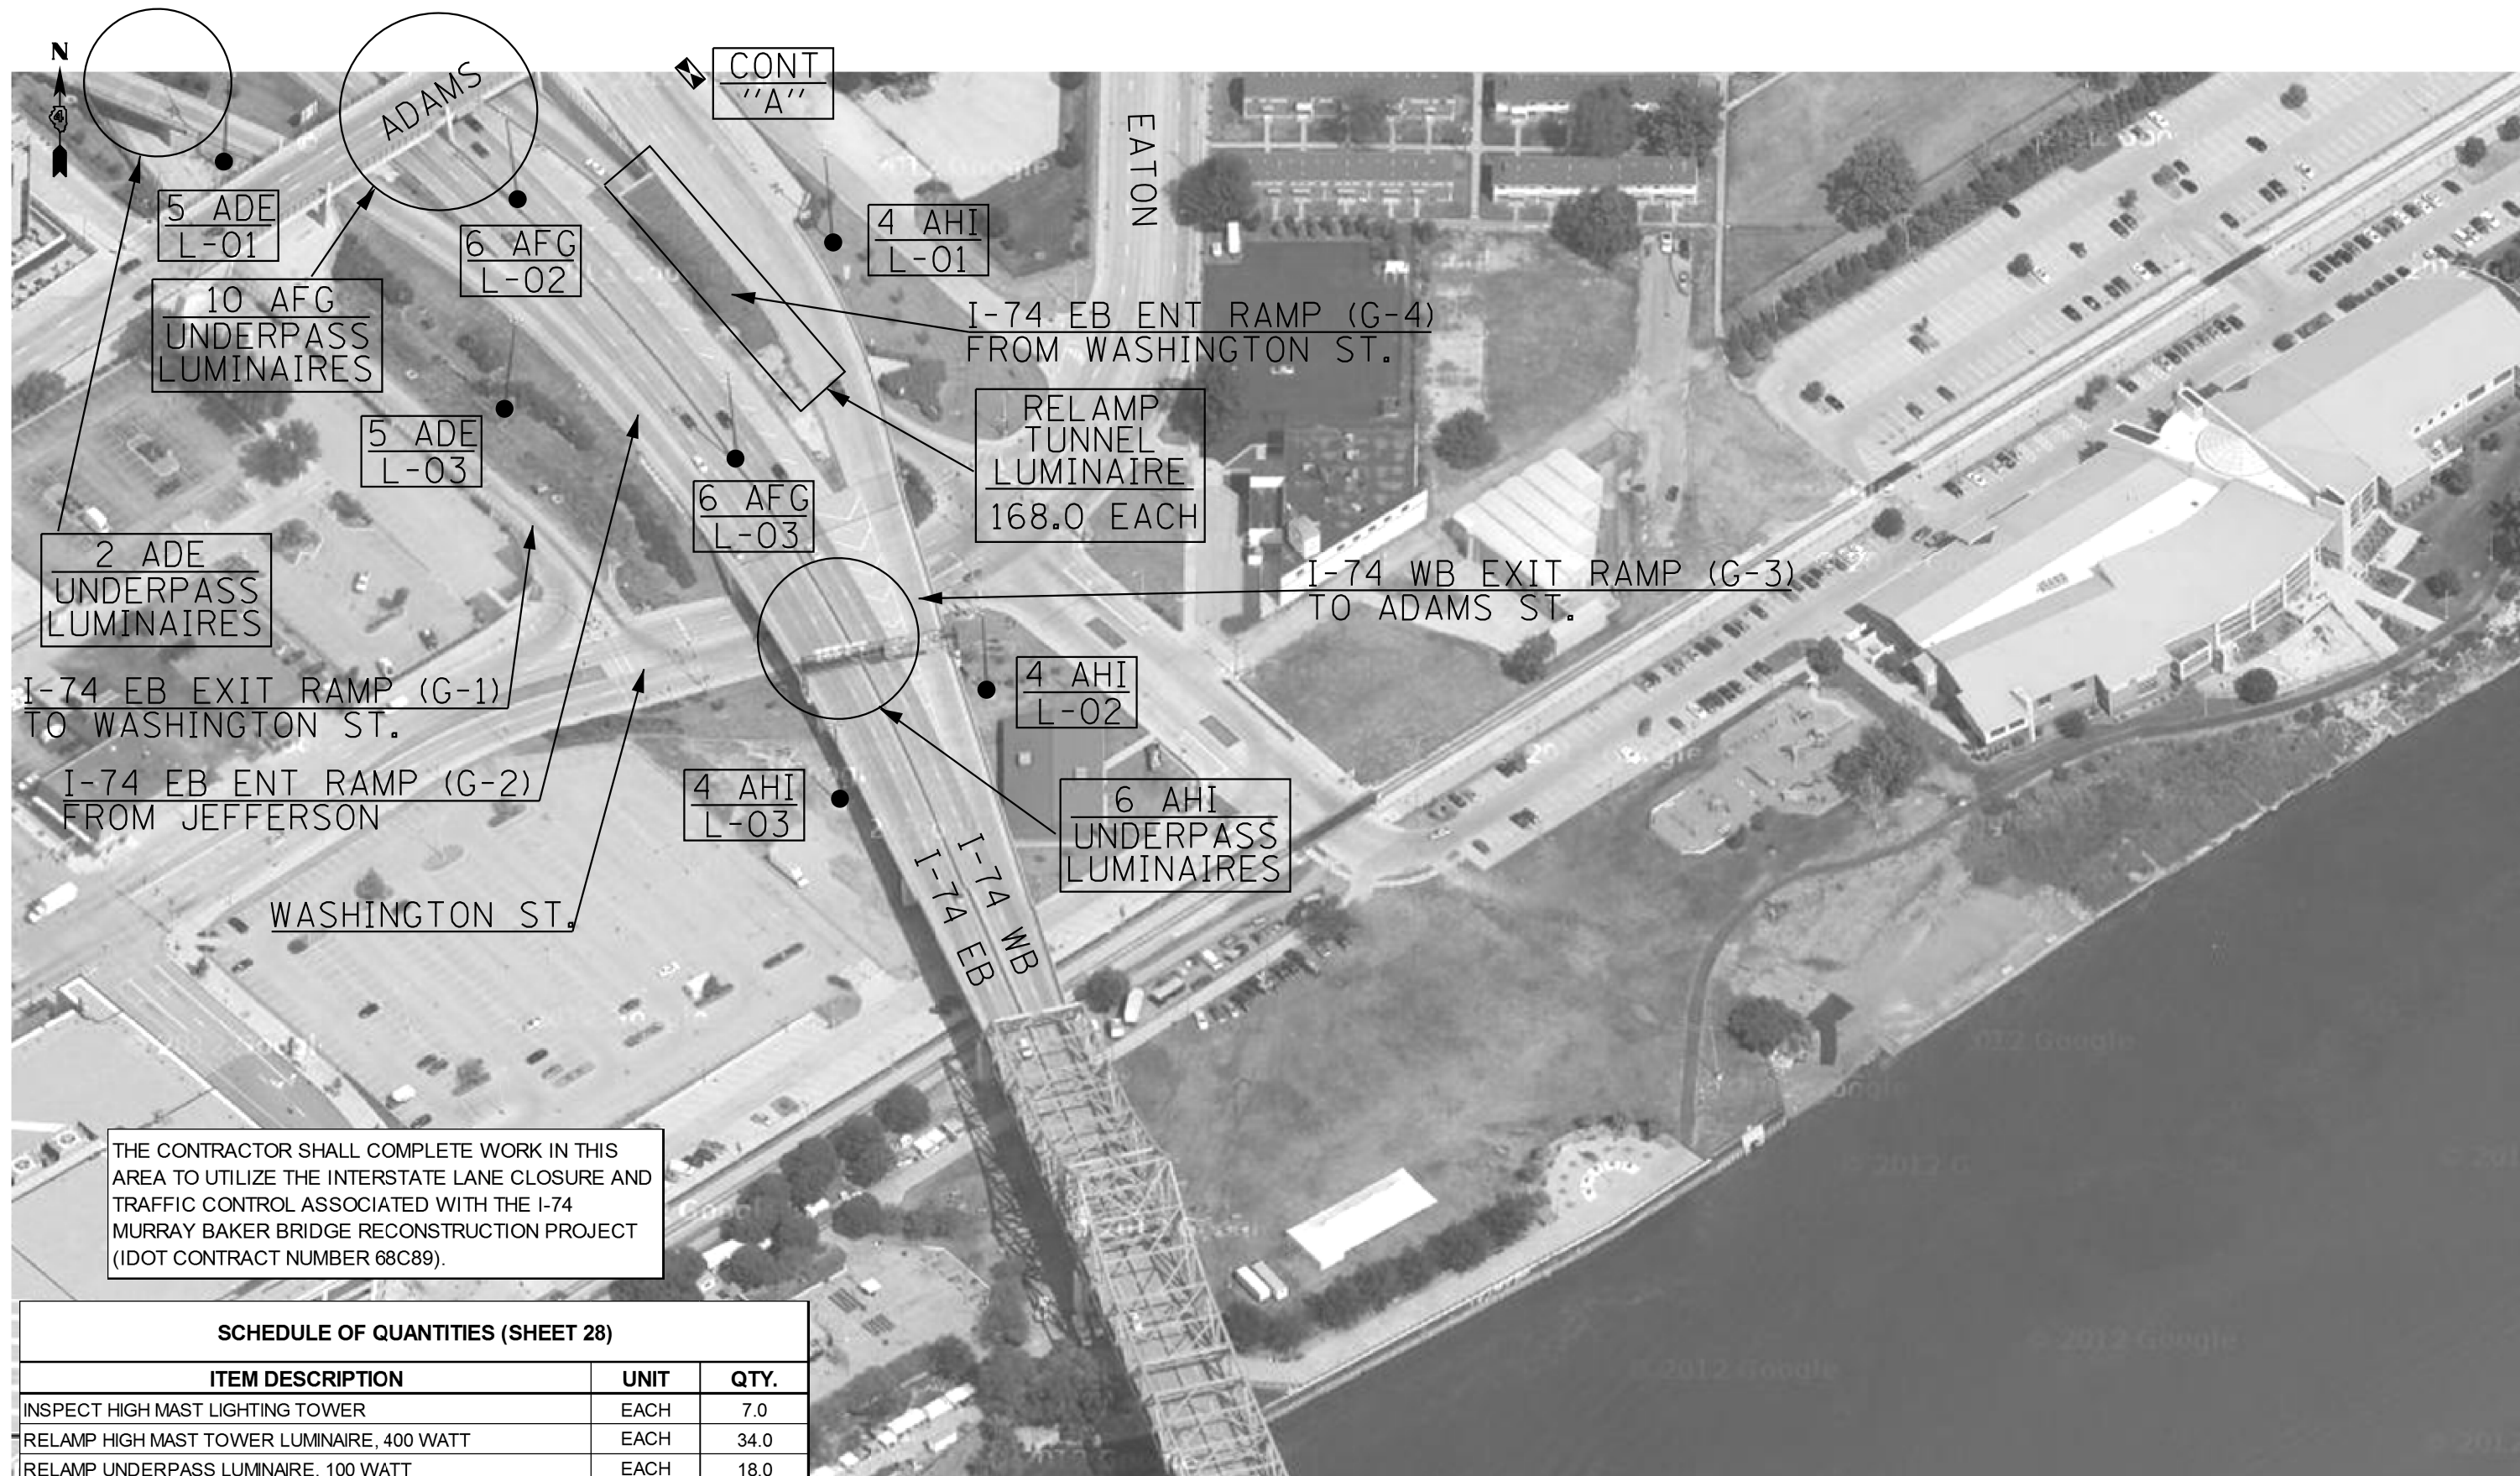 N
4
ADAMS
CONT
"A"
EATON
5 ADE
L-01
6 AFG
L-02
4 AHI
L-01
10 AFG
UNDERPASS
LUMINAIRES
I-74 EB ENT RAMP (G-4)
FROM WASHINGTON ST.
5 ADE
L-03
RELAMP
TUNNEL
LUMINAIRE
168.0 EACH
6 AFG
L-03
2 ADE
UNDERPASS
LUMINAIRES
I-74 WB EXIT RAMP (G-3)
TO ADAMS ST.
I-74 EB EXIT RAMP (G-1)
TO WASHINGTON ST.
4 AHI
L-02
I-74 EB ENT RAMP (G-2)
FROM JEFFERSON
4 AHI
L-03
6 AHI
UNDERPASS
LUMINAIRES
I-74 WB
I-74 EB
WASHINGTON ST.
THE CONTRACTOR SHALL COMPLETE WORK IN THIS
AREA TO UTILIZE THE INTERSTATE LANE CLOSURE AND
TRAFFIC CONTROL ASSOCIATED WITH THE I-74
MURRAY BAKER BRIDGE RECONSTRUCTION PROJECT
(IDOT CONTRACT NUMBER 68C89).
SCHEDULE OF QUANTITIES (SHEET 28)
ITEM DESCRIPTION UNIT QTY.
INSPECT HIGH MAST LIGHTING TOWER EACH 7.0
RELAMP HIGH MAST TOWER LUMINAIRE, 400 WATT EACH 34.0
RELAMP UNDERPASS LUMINAIRE, 100 WATT EACH 18.0
2012 Google
© 2012 Google
© 2012 Google